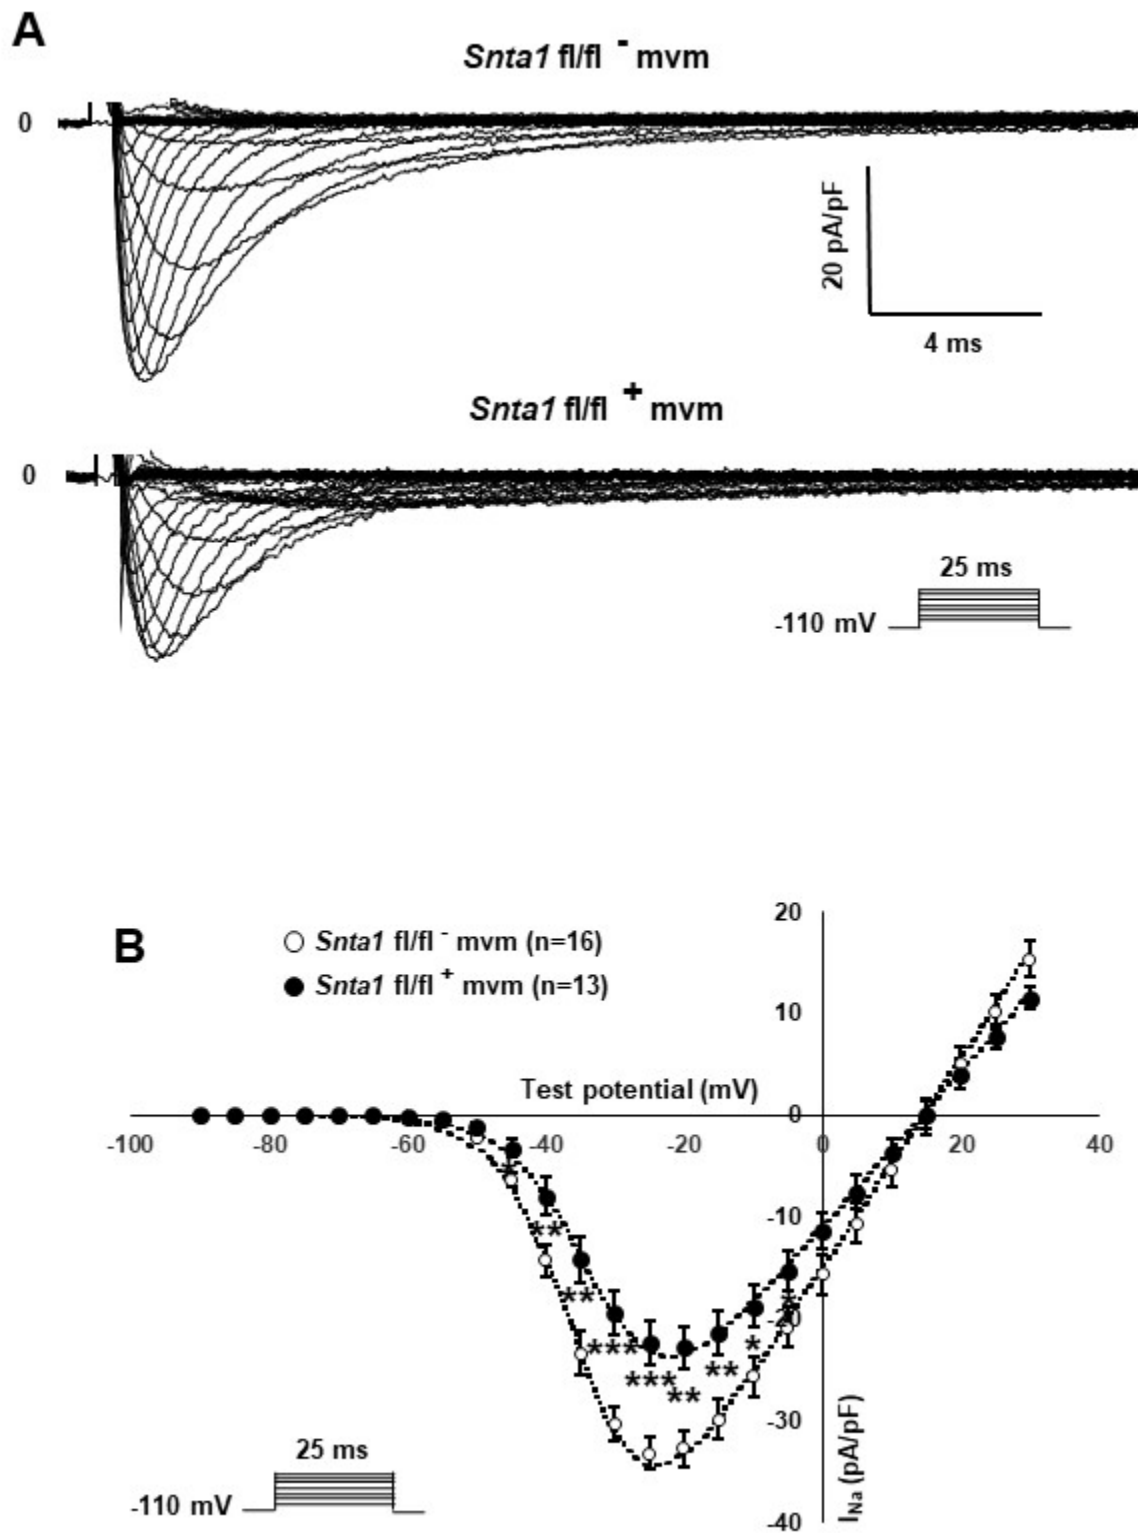 A
Snta1 fl/fl - mvm
0
20 pA/pF
4 ms
Snta1 fl/fl + mvm
0
25 ms
-110 mV
B
Snta1 fl/fl - mvm (n=16)
Snta1 fl/fl + mvm (n=13)
20
10
Test potential (mV)
0
-100 -80 -60 -40 -20 0 20 40
*
-10
**
**
*
-20
***
*
**
***
**
-30
25 ms
-110 mV
INa (pA/pF)
-40